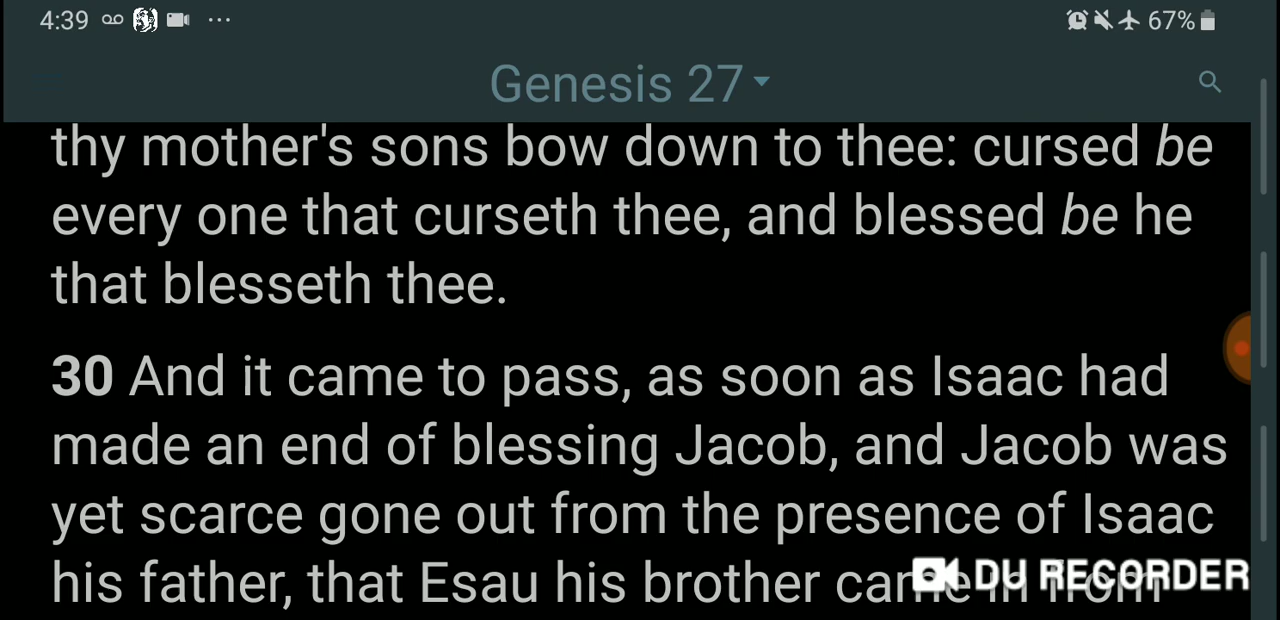 4:39 67%
Genesis 27
thy mother's sons bow down to thee: cursed be
every one that curseth thee, and blessed be he
that blesseth thee.
30 And it came to pass, as soon as Isaac had
made an end of blessing Jacob, and Jacob was
yet scarce gone out from the presence of Isaac
his father, that Esau his brother came in from
DU RECORDER